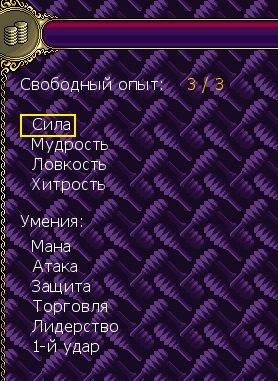 Свободный опыт: 3 / 3
Сила
Мудрость
Ловкость
Хитрость
Умения:
Мана
Атака
Защита
Торговля
Лидерство
1-й удар